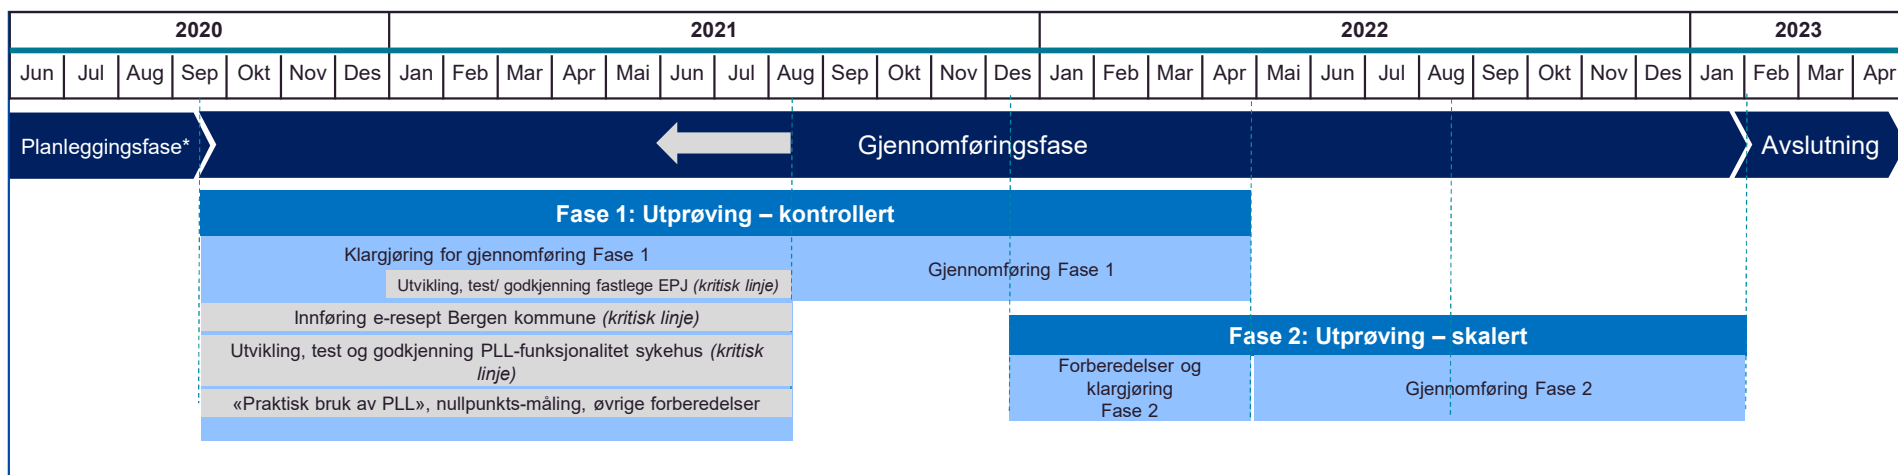 2020 2021 2022 2023
Jun Jul Aug Sep Okt Nov Des Jan Feb Mar Apr Mai Jun Jul Aug Sep Okt Nov Des Jan Feb Mar Apr Mai Jun Jul Aug Sep Okt Nov Des Jan Feb Mar Apr
Planleggingsfase* Gjennomføringsfase Avslutning
Fase 1: Utprøving – kontrollert
Klargjøring for gjennomføring Fase 1
Gjennomføring Fase 1
Utvikling, test/ godkjenning fastlege EPJ (kritisk linje)
Innføring e-resept Bergen kommune (kritisk linje)
Utvikling, test og godkjenning PLL-funksjonalitet sykehus (kritisk
linje)
«Praktisk bruk av PLL», nullpunkts-måling, øvrige forberedelser
Fase 2: Utprøving – skalert
Forberedelser og
klargjøring
Fase 2
Gjennomføring Fase 2